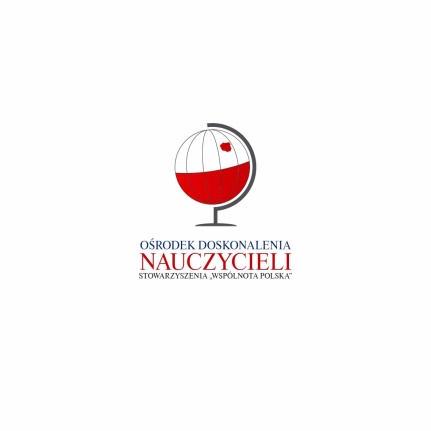 OŚRODEK DOSKONALENIA
NAUCZYCIELI
STOWARZYSZENIA „WSPÓLNOTA POLSKA”